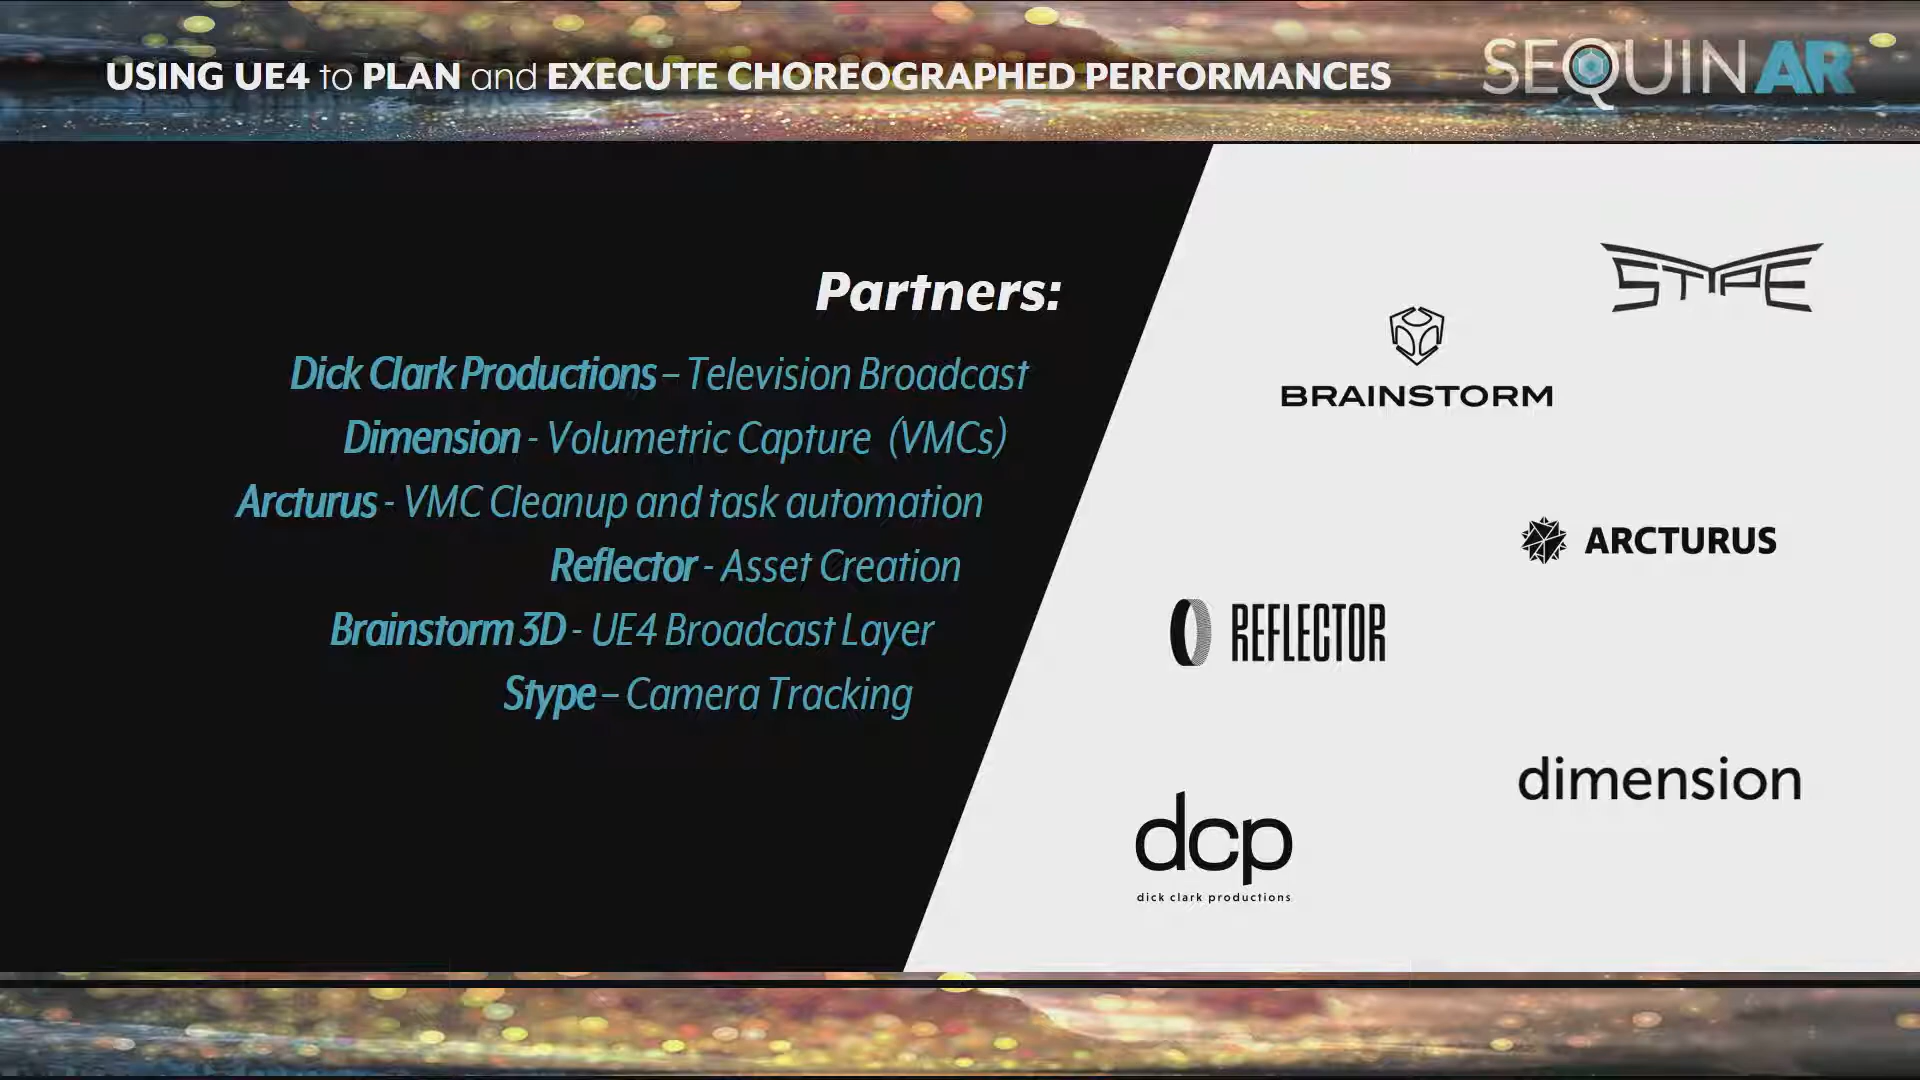 USING UE4 to PLAN and EXECUTE CHOREOGRAPHED PERFORMANCES
SEQUINAR
Partners:
Dick Clark Productions – Television Broadcast
Dimension - Volumetric Capture (VMCs)
Arcturus - VMC Cleanup and task automation
Reflector - Asset Creation
Brainstorm 3D - UE4 Broadcast Layer
Stype – Camera Tracking
STYPE
BRAINSTORM
ARCTURUS
REFLECTOR
dimension
dcp
dick clark productions